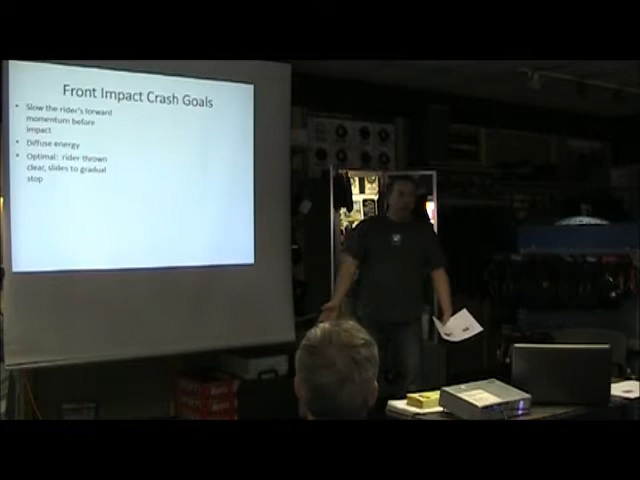 Front Impact Crash Goals
• Slow the rider's forward
momentum before
impact
• Diffuse energy
• Optimal: rider thrown
clear, slides to gradual
stop